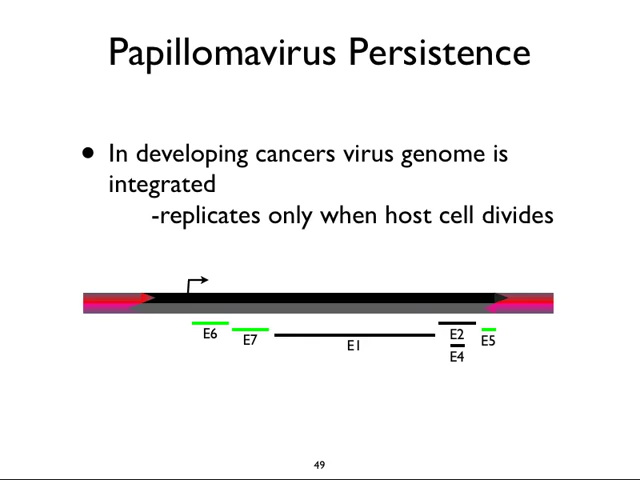 Papillomavirus Persistence
• In developing cancers virus genome is
integrated
-replicates only when host cell divides
E6
E7
E1
E2
E4
E5
49